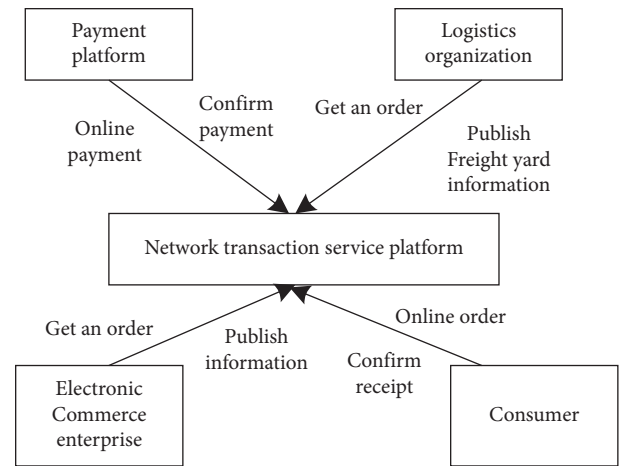 Payment
platform
Logistics
organization
Confirm
payment
Online
payment
Get an order
Publish
Freight yard
information
Network transaction service platform
Get an order
Publish
information
Online order
Confirm
receipt
Electronic
Commerce
enterprise
Consumer